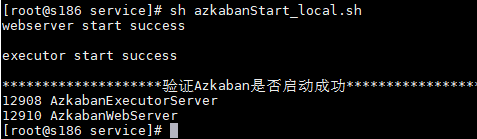 [root@s186 service]# sh azkabanStart_local.sh
webserver start success
executor start success
********************验证Azkaban是否启动成功*****************
12908 AzkabanExecutorServer
12910 AzkabanWebServer
[root@s186 service]#